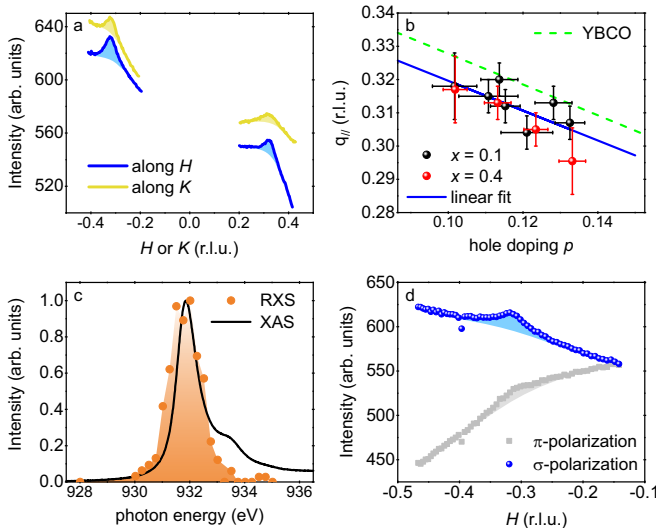 a
Intensity (arb. units)
640
600
560
520
along H
along K
-0.4 -0.2 0.0 0.2 0.4
H or K (r.l.u.)
b
YBCO
q// (r.l.u.)
0.34
0.33
0.32
0.31
0.30
0.29
0.28
x = 0.1
x = 0.4
linear fit
0.10 0.12 0.14
hole doping p
c
RXS
XAS
Intensity (arb. units)
1.0
0.8
0.6
0.4
0.2
0.0
928 930 932 934 936
photon energy (eV)
d
Intensity (arb. units)
650
600
550
500
450
π-polarization
σ-polarization
-0.5 -0.4 -0.3 -0.2 -0.1
H (r.l.u.)